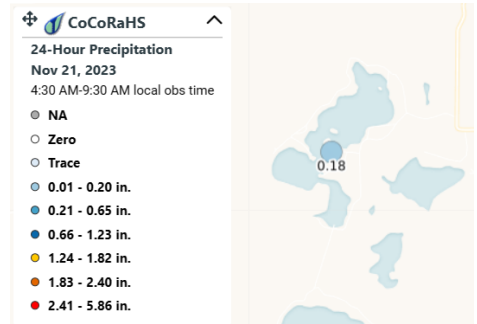 CoCoRaHS
24-Hour Precipitation
Nov 21, 2023
4:30 AM-9:30 AM local obs time
NA
Zero
Trace
0.01 - 0.20 in.
0.21 - 0.65 in.
0.66 - 1.23 in.
1.24 - 1.82 in.
1.83 - 2.40 in.
2.41 - 5.86 in.
0.18